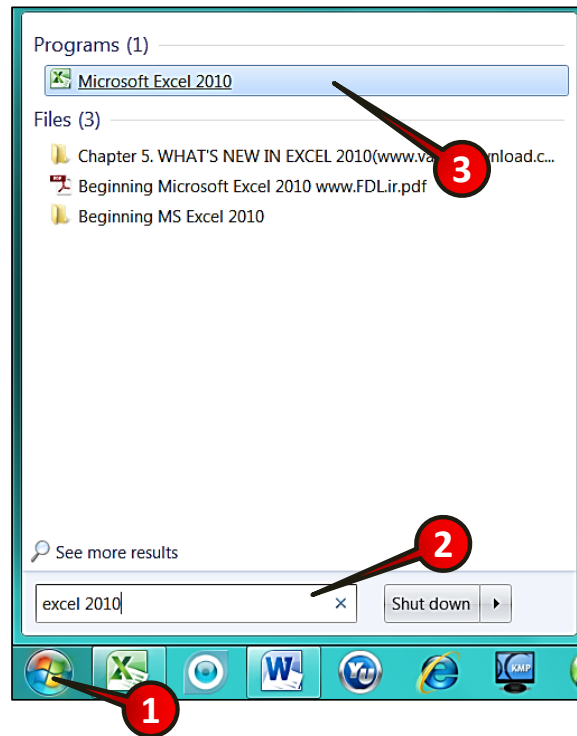 Programs (1)
Microsoft Excel 2010
Files (3)
Chapter 5. WHAT'S NEW IN EXCEL 2010(www.va nload.c...
Beginning Microsoft Excel 2010 www.FDL.ir.pdf
Beginning MS Excel 2010
3
See more results
2
excel 2010
Shut down
1
KMP